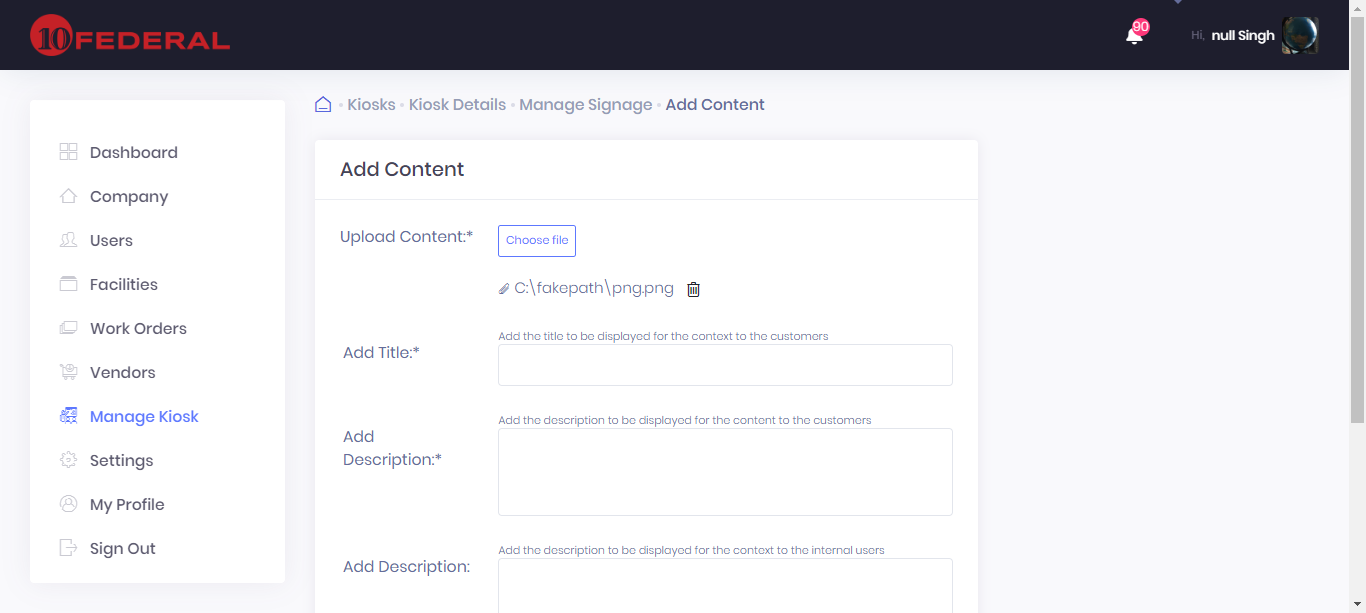 10 FEDERAL
90
Hi, null Singh
Kiosks • Kiosk Details • Manage Signage • Add Content
Dashboard
Company
Users
Facilities
Work Orders
Vendors
Manage Kiosk
Settings
My Profile
Sign Out
Add Content
Upload Content:*
Choose file
C:\fakepath\png.png
Add the title to be displayed for the context to the customers
Add Title:*
Add the description to be displayed for the content to the customers
Add
Description:*
Add the description to be displayed for the context to the internal users
Add Description: